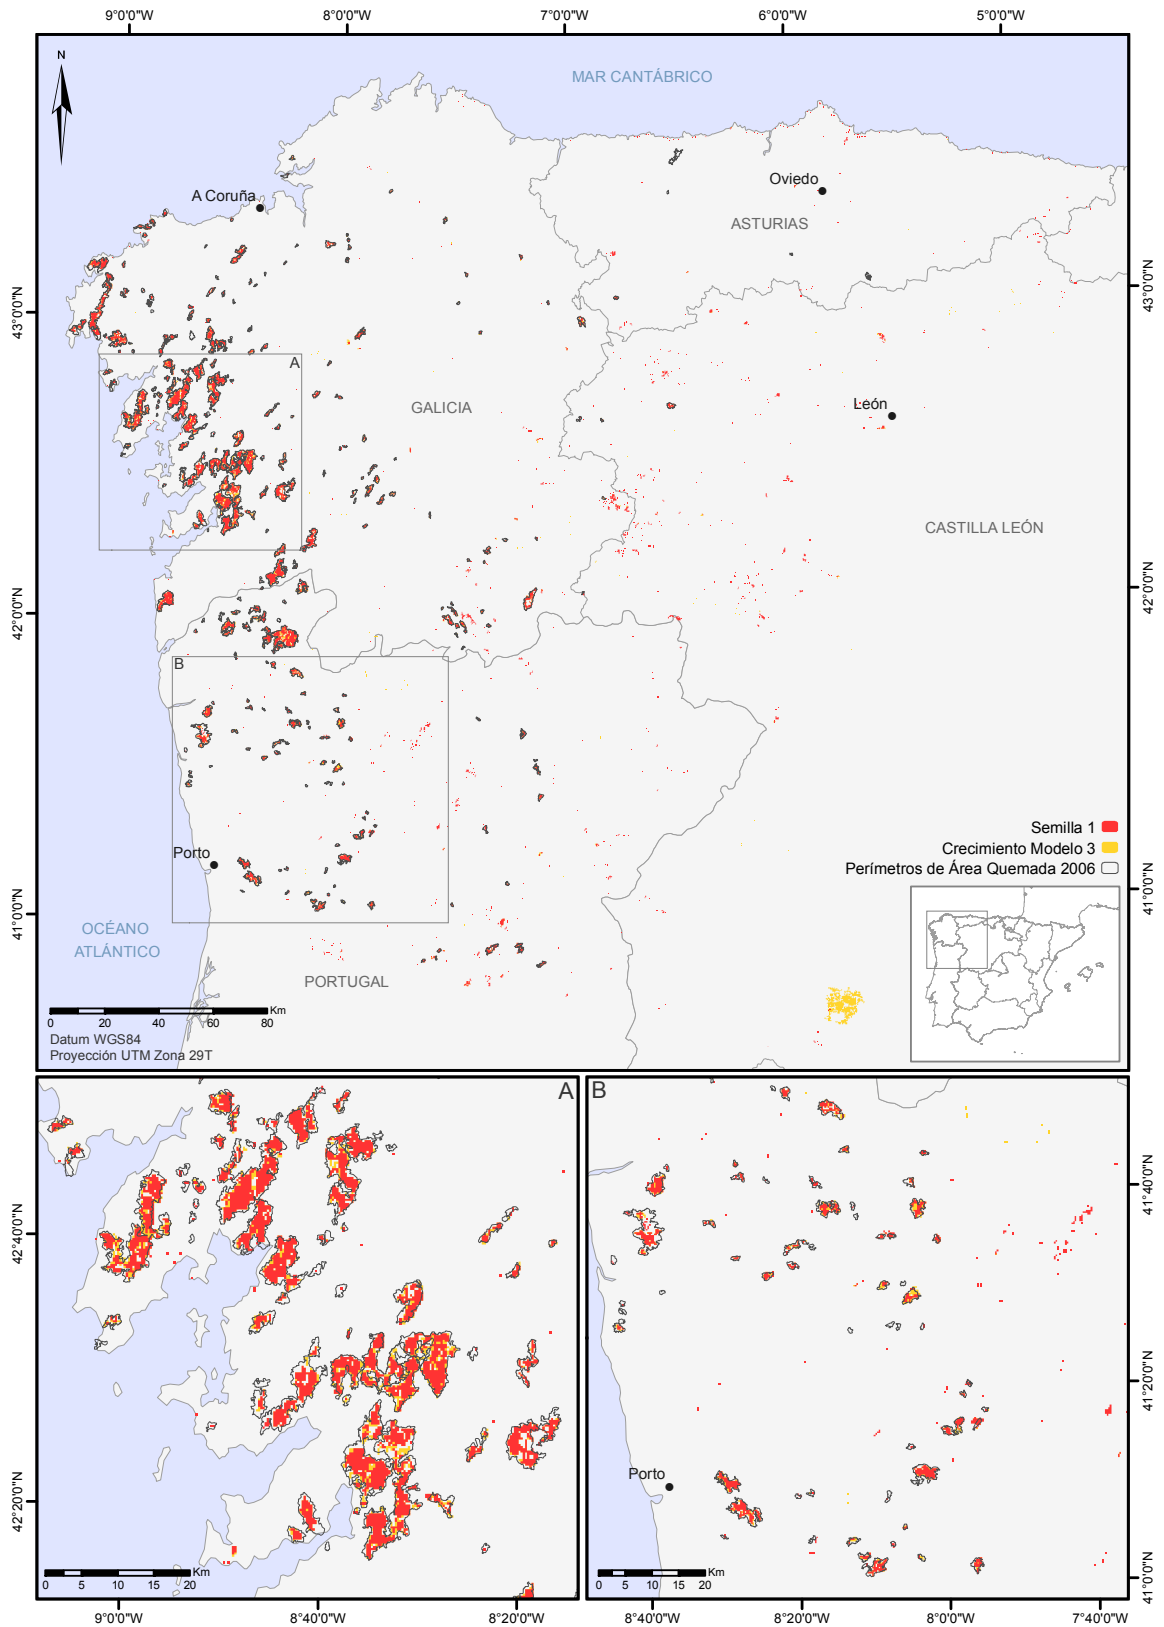 9°0'0"W 8°0'0"W 7°0'0"W 6°0'0"W 5°0'0"W
N
MAR CANTÁBRICO
A Coruña
Oviedo
ASTURIAS
43°0'0"N
43°0'0"N
A
GALICIA
León
CASTILLA LEÓN
42°0'0"N
42°0'0"N
B
Semilla 1
Crecimiento Modelo 3
Perímetros de Área Quemada 2006
Porto
41°0'0"N
41°0'0"N
OCÉANO
ATLÁNTICO
PORTUGAL
Km
0 20 40 60 80
Datum WGS84
Proyección UTM Zona 29T
A
B
42°40'0"N
42°20'0"N
41°40'0"N
41°20'0"N
41°0'0"N
Porto
Km
0 5 10 15 20
Km
0 5 10 15 20
9°0'0"W 8°40'0"W 8°20'0"W
8°40'0"W 8°20'0"W 8°0'0"W 7°40'0"W